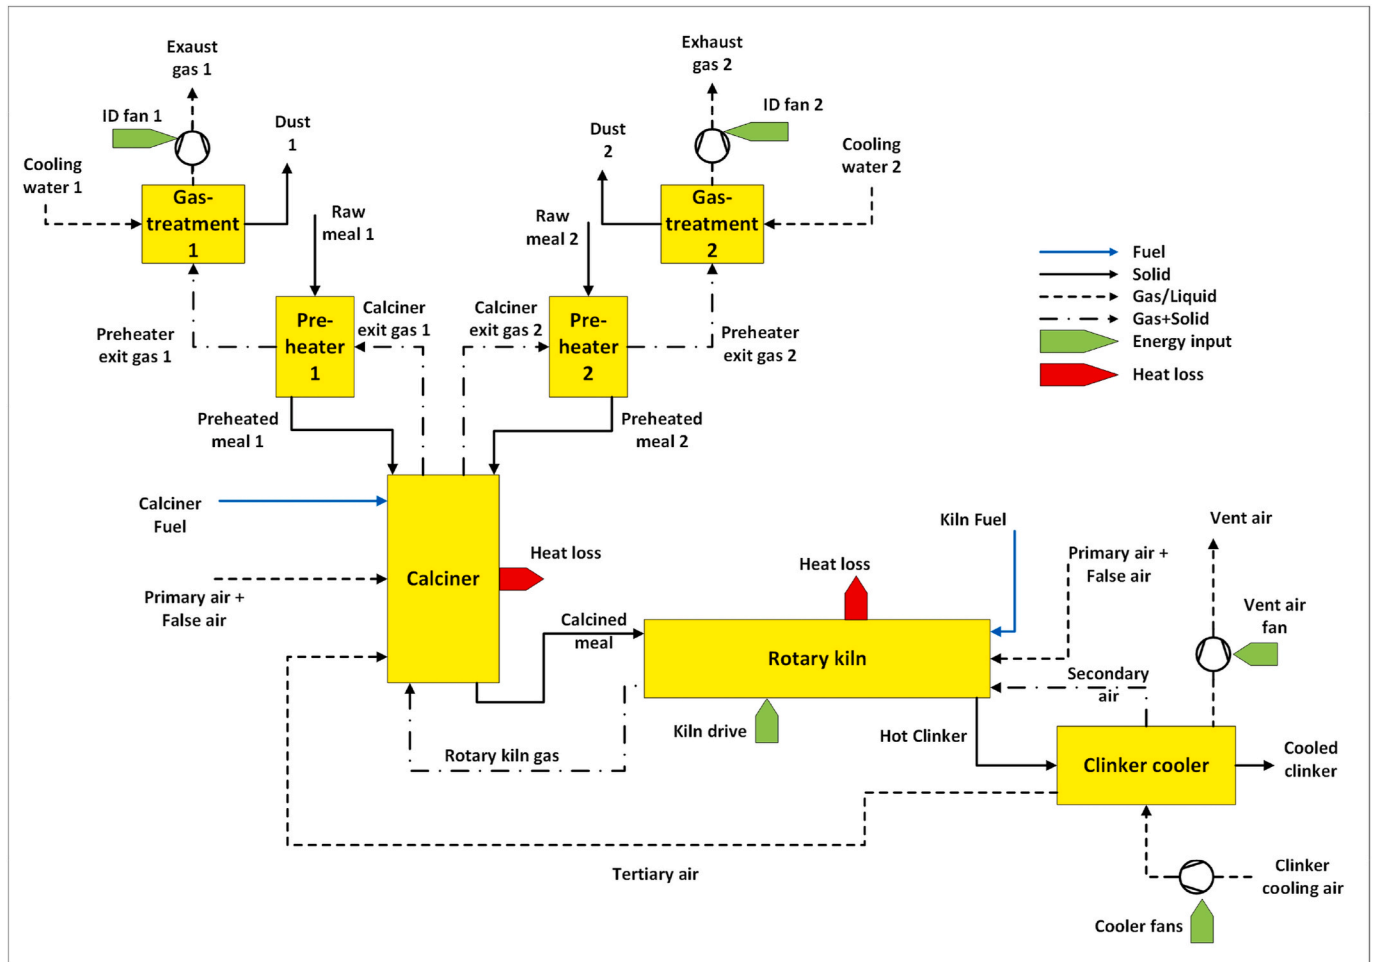 Exaust
gas 1
Exhaust
gas 2
ID fan 1
ID fan 2
Dust
1
Dust
2
Cooling
water 1
Cooling
water 2
Gas-
treatment
1
Gas-
treatment
2
Raw
meal 1
Raw
meal 2
Fuel
Solid
Gas/Liquid
Gas+Solid
Energy input
Heat loss
Preheater
exit gas 1
Pre-
heater
1
Calciner
exit gas 1
Calciner
exit gas 2
Pre-
heater
2
Preheater
exit gas 2
Preheated
meal 1
Preheated
meal 2
Calciner
Fuel
Kiln Fuel
Vent air
Primary air +
False air
Calciner
Heat loss
Heat loss
Primary air +
False air
Vent air
fan
Calcined
meal
Rotary kiln
Secondary
air
Kiln drive
Hot Clinker
Rotary kiln gas
Clinker cooler
Cooled
clinker
Tertiary air
Clinker
cooling air
Cooler fans